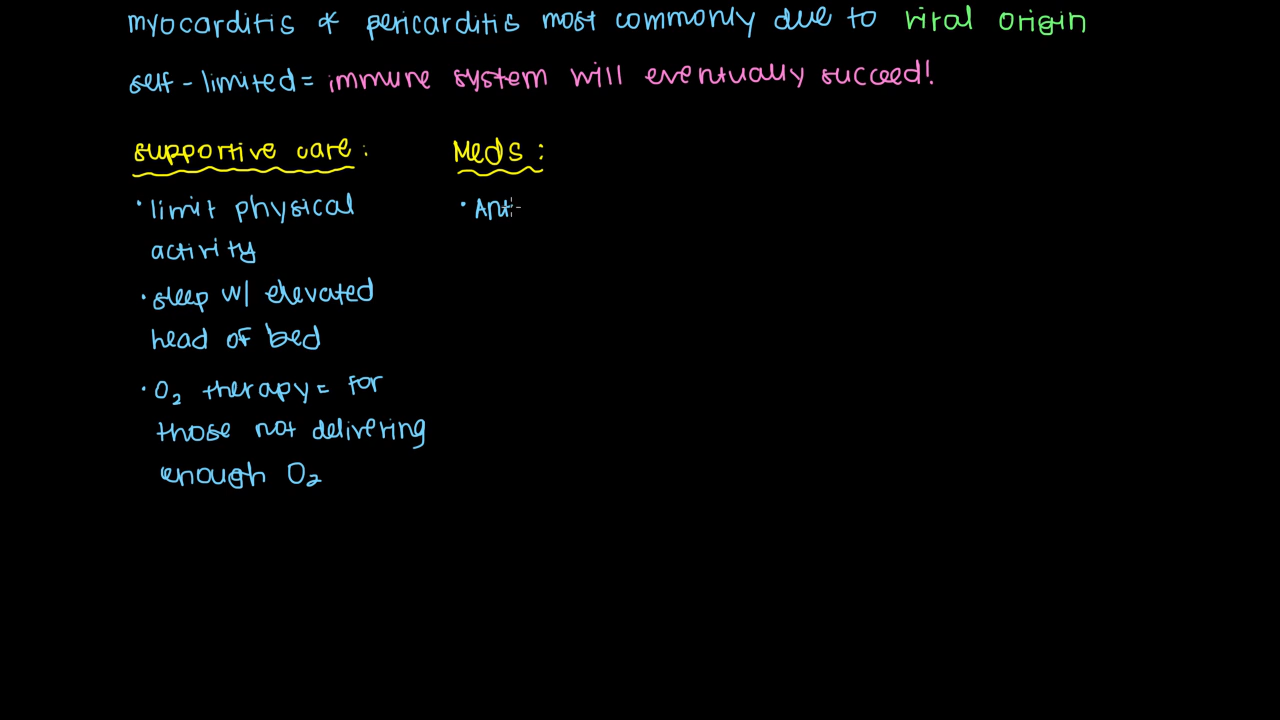 myocarditis & pericarditis most commonly due to viral origin
self-limited = immune system will eventually succeed!
supportive care:
• limit physical
activity
• sleep w/ elevated
head of bed
• O₂ therapy = for
those not delivering
enough O₂
Meds:
• Ant